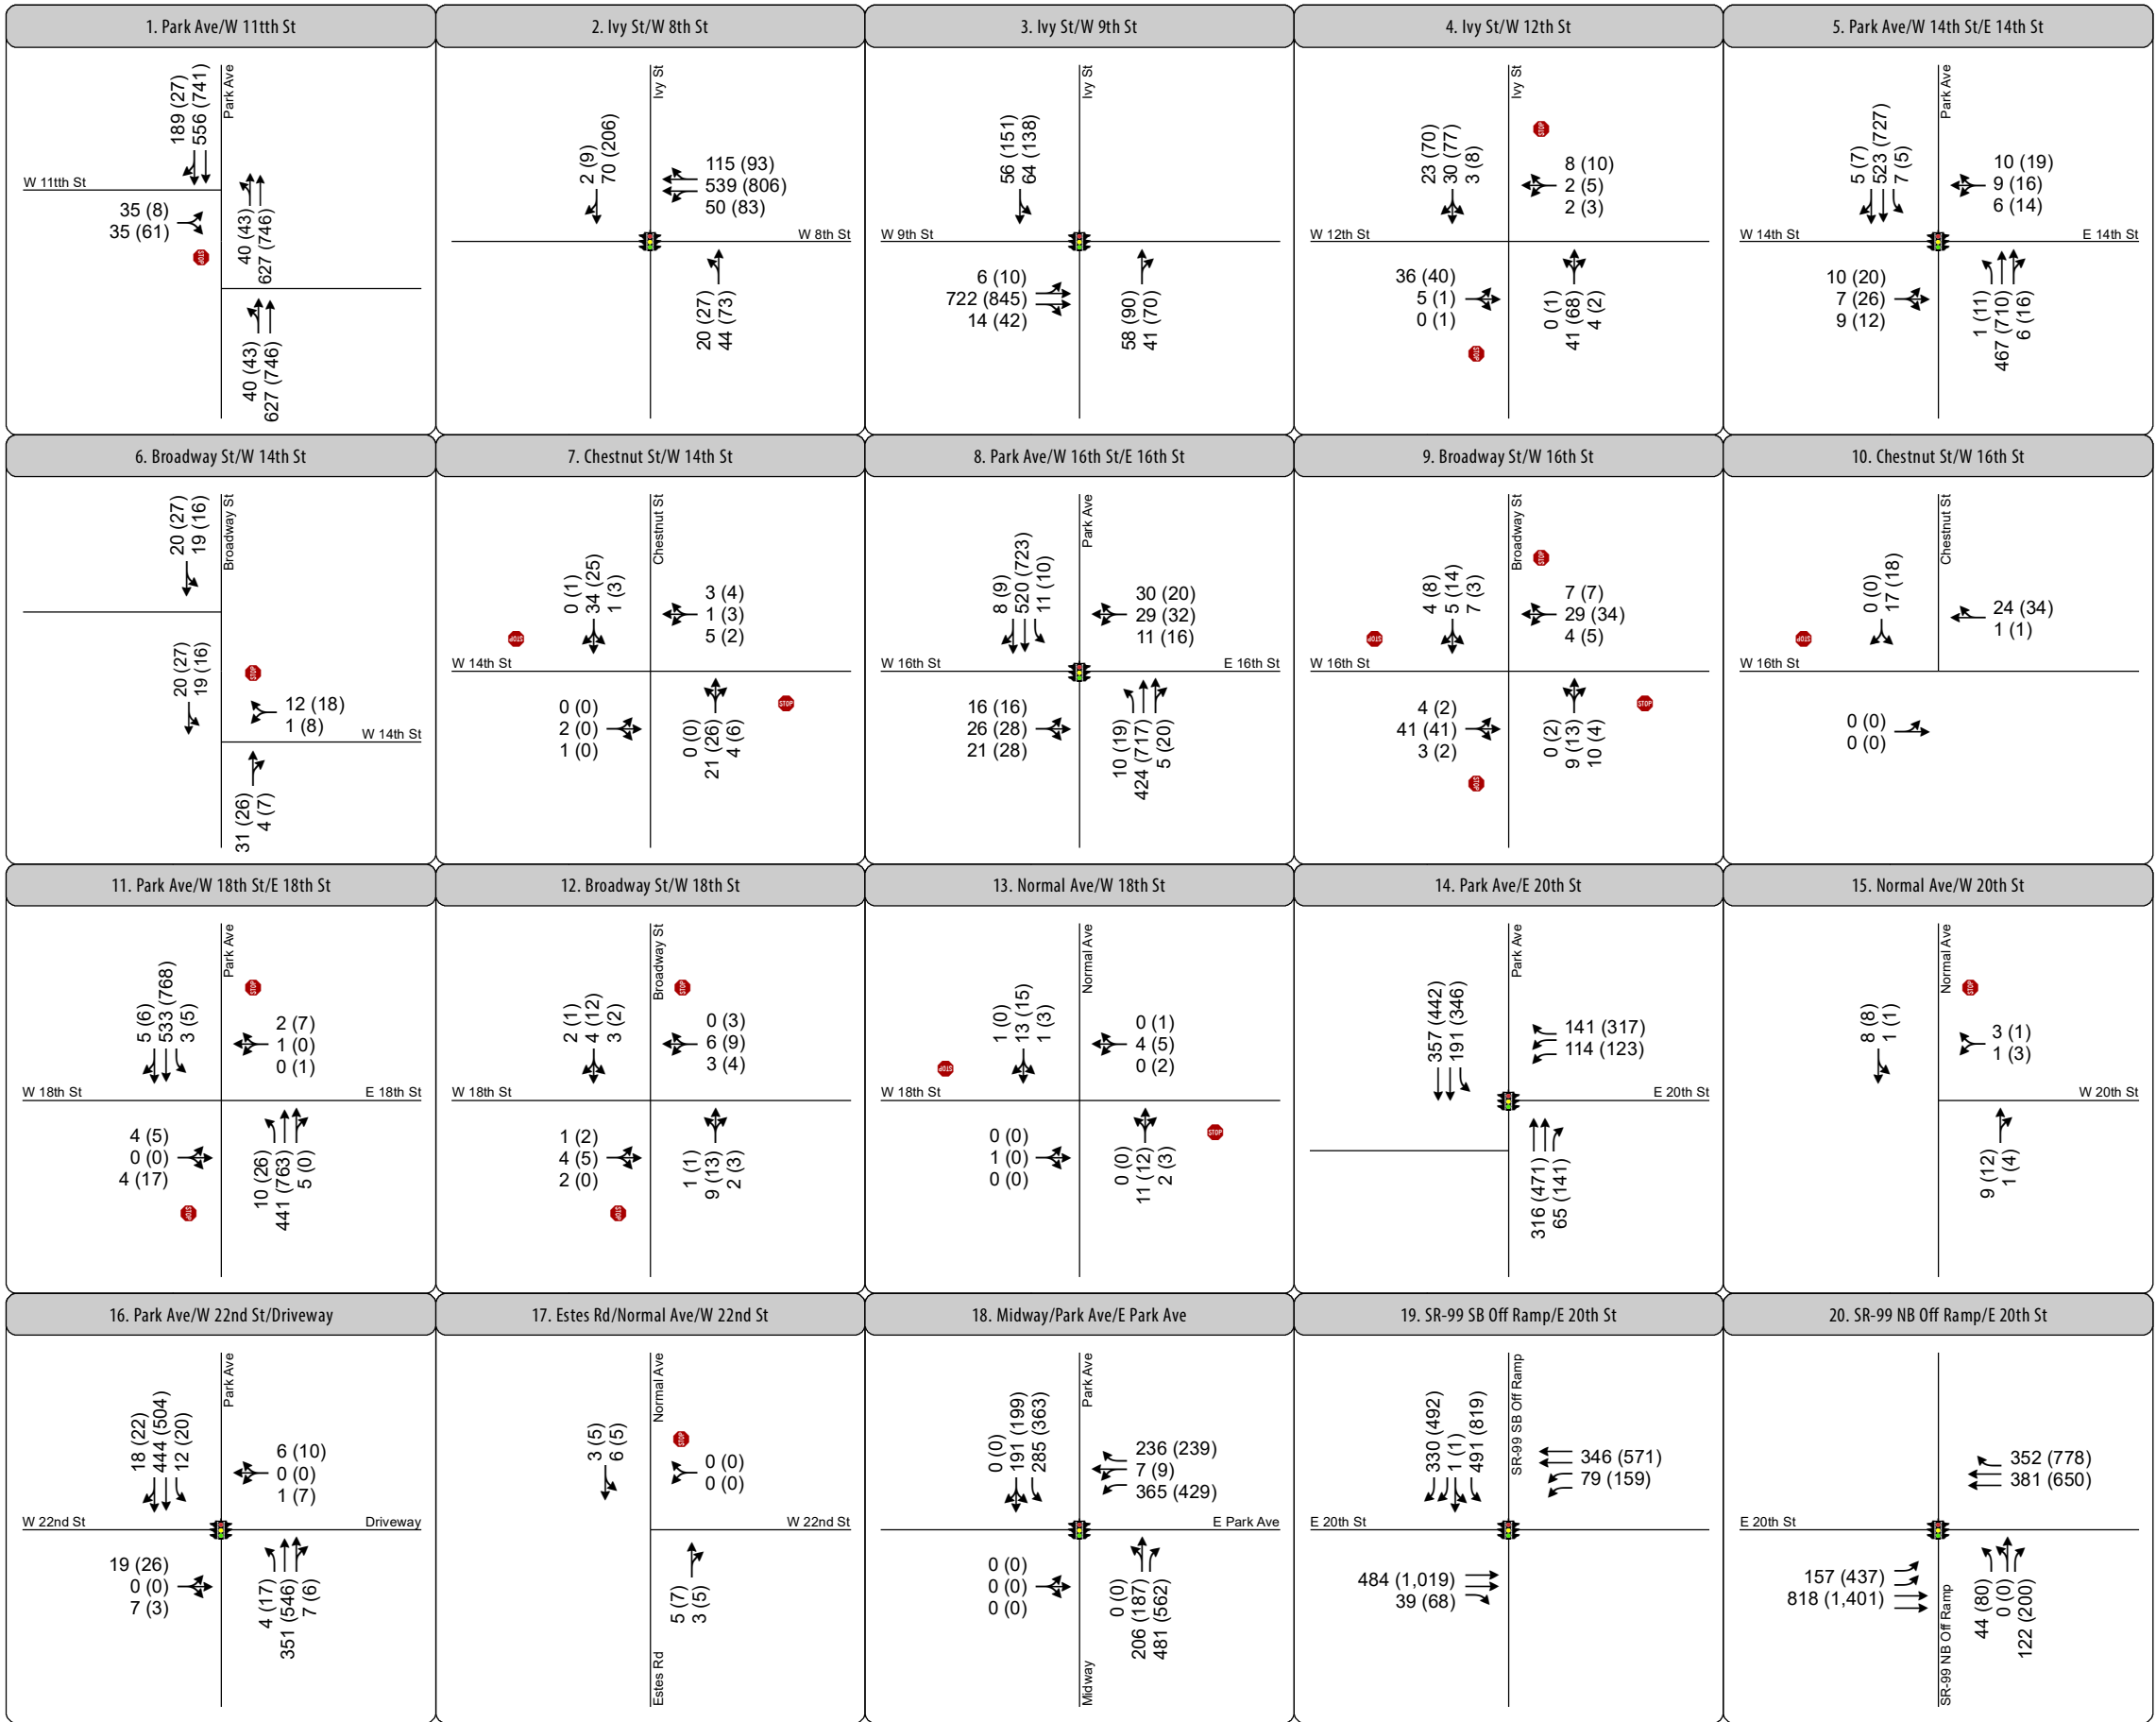 1. Park Ave/W 11tth St
189 (27)
556 (741)
Park Ave
W 11tth St
35 (8)
35 (61)
STOP
40 (43)
627 (746)
40 (43)
627 (746)
2. Ivy St/W 8th St
2 (9)
70 (206)
Ivy St
115 (93)
539 (806)
50 (83)
W 8th St
20 (27)
44 (73)
3. Ivy St/W 9th St
56 (151)
64 (138)
Ivy St
W 9th St
6 (10)
722 (845)
14 (42)
58 (90)
41 (70)
4. Ivy St/W 12th St
23 (70)
30 (77)
3 (8)
Ivy St
STOP
8 (10)
2 (5)
2 (3)
W 12th St
36 (40)
5 (1)
0 (1)
STOP
0 (1)
41 (68)
4 (2)
5. Park Ave/W 14th St/E 14th St
5 (7)
523 (727)
7 (5)
Park Ave
10 (19)
9 (16)
6 (14)
W 14th St
E 14th St
10 (20)
7 (26)
9 (12)
1 (11)
467 (710)
6 (16)
6. Broadway St/W 14th St
20 (27)
19 (16)
Broadway St
20 (27)
19 (16)
STOP
12 (18)
1 (8)
W 14th St
31 (26)
4 (7)
7. Chestnut St/W 14th St
0 (1)
34 (25)
1 (3)
Chestnut St
3 (4)
1 (3)
5 (2)
STOP
W 14th St
0 (0)
2 (0)
1 (0)
0 (0)
21 (26)
4 (6)
STOP
8. Park Ave/W 16th St/E 16th St
8 (9)
520 (723)
11 (10)
Park Ave
30 (20)
29 (32)
11 (16)
W 16th St
E 16th St
16 (16)
26 (28)
21 (28)
10 (19)
424 (717)
5 (20)
9. Broadway St/W 16th St
4 (8)
5 (14)
7 (3)
Broadway St
STOP
7 (7)
29 (34)
4 (5)
STOP
W 16th St
4 (2)
41 (41)
3 (2)
STOP
0 (2)
9 (13)
10 (4)
STOP
10. Chestnut St/W 16th St
0 (0)
17 (18)
Chestnut St
24 (34)
1 (1)
STOP
W 16th St
0 (0)
0 (0)
11. Park Ave/W 18th St/E 18th St
5 (6)
533 (768)
3 (5)
Park Ave
STOP
2 (7)
1 (0)
0 (1)
W 18th St
E 18th St
4 (5)
0 (0)
4 (17)
STOP
10 (26)
441 (763)
5 (0)
12. Broadway St/W 18th St
2 (1)
4 (12)
3 (2)
Broadway St
STOP
0 (3)
6 (9)
3 (4)
W 18th St
1 (2)
4 (5)
2 (0)
STOP
1 (1)
9 (13)
2 (3)
13. Normal Ave/W 18th St
1 (0)
13 (15)
1 (3)
Normal Ave
0 (1)
4 (5)
0 (2)
STOP
W 18th St
0 (0)
1 (0)
0 (0)
0 (0)
11 (12)
2 (3)
STOP
14. Park Ave/E 20th St
357 (442)
191 (346)
Park Ave
141 (317)
114 (123)
E 20th St
316 (471)
65 (141)
15. Normal Ave/W 20th St
8 (8)
1 (1)
Normal Ave
STOP
3 (1)
1 (3)
W 20th St
9 (12)
1 (4)
16. Park Ave/W 22nd St/Driveway
18 (22)
444 (504)
12 (20)
Park Ave
6 (10)
0 (0)
1 (7)
W 22nd St
Driveway
19 (26)
0 (0)
7 (3)
4 (17)
351 (546)
7 (6)
17. Estes Rd/Normal Ave/W 22nd St
3 (5)
6 (5)
Normal Ave
STOP
0 (0)
0 (0)
W 22nd St
5 (7)
3 (5)
Estes Rd
18. Midway/Park Ave/E Park Ave
0 (0)
191 (199)
285 (363)
Park Ave
236 (239)
7 (9)
365 (429)
E Park Ave
0 (0)
0 (0)
0 (0)
0 (0)
206 (187)
481 (562)
Midway
19. SR-99 SB Off Ramp/E 20th St
330 (492)
1 (1)
491 (819)
SR-99 SB Off Ramp
346 (571)
79 (159)
E 20th St
484 (1,019)
39 (68)
20. SR-99 NB Off Ramp/E 20th St
352 (778)
381 (650)
E 20th St
157 (437)
818 (1,401)
SR-99 NB Off Ramp
44 (80)
0 (0)
122 (200)